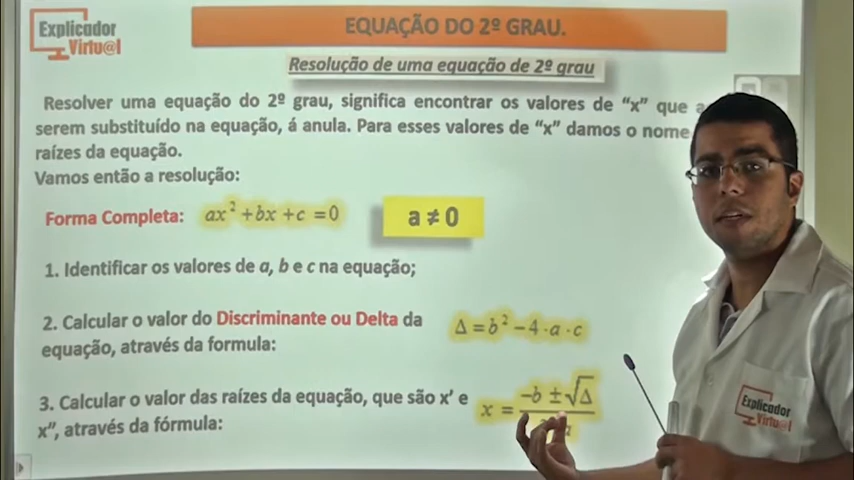 Explicador
Virtu@l
EQUAÇÃO DO 2º GRAU.
Resolução de uma equação de 2º grau
Resolver uma equação do 2º grau, significa encontrar os valores de “x” que
serem substituído na equação, á anula. Para esses valores de “x” damos o nome
raízes da equação.
Vamos então a resolução:
Forma Completa: ax² +bx +c =0
a ≠ 0
1. Identificar os valores de a, b e c na equação;
2. Calcular o valor do Discriminante ou Delta da
equação, através da formula:
Δ =b² −4 ·a ·c
3. Calcular o valor das raízes da equação, que são x’ e
x”, através da fórmula:
x = −b ±√Δ
a
Explicador
Virtu@l